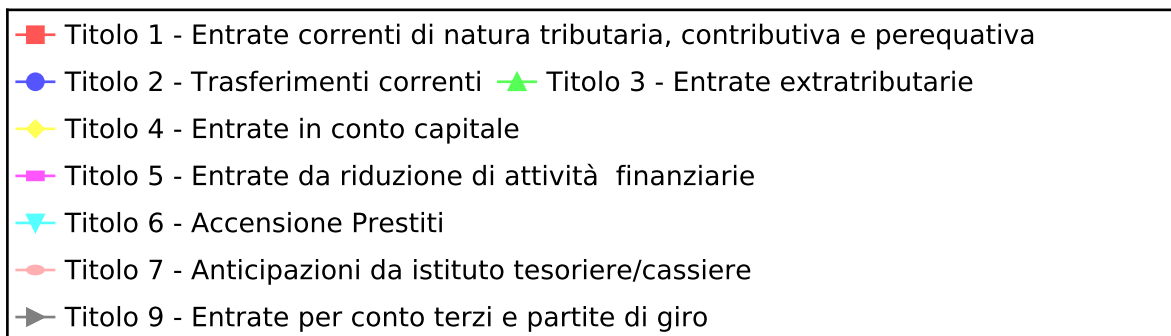 Titolo 1 - Entrate correnti di natura tributaria, contributiva e perequativa
Titolo 2 - Trasferimenti correnti Titolo 3 - Entrate extratributarie
Titolo 4 - Entrate in conto capitale
Titolo 5 - Entrate da riduzione di attività  finanziarie
Titolo 6 - Accensione Prestiti
Titolo 7 - Anticipazioni da istituto tesoriere/cassiere
Titolo 9 - Entrate per conto terzi e partite di giro